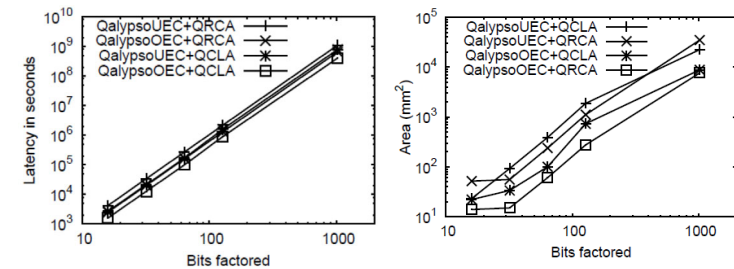 10^9
10^8
10^7
10^6
10^5
10^4
10^3
Latency in seconds
QalypsoUEC+QRCA
QalypsoOEC+QRCA
QalypsoUEC+QCLA
QalypsoOEC+QCLA
10
100
1000
Bits factored
10^5
10^4
10^3
10^2
10^1
Area (mm^2)
QalypsoUEC+QCLA
QalypsoUEC+QRCA
QalypsoOEC+QCLA
QalypsoOEC+QRCA
10
100
1000
Bits factored